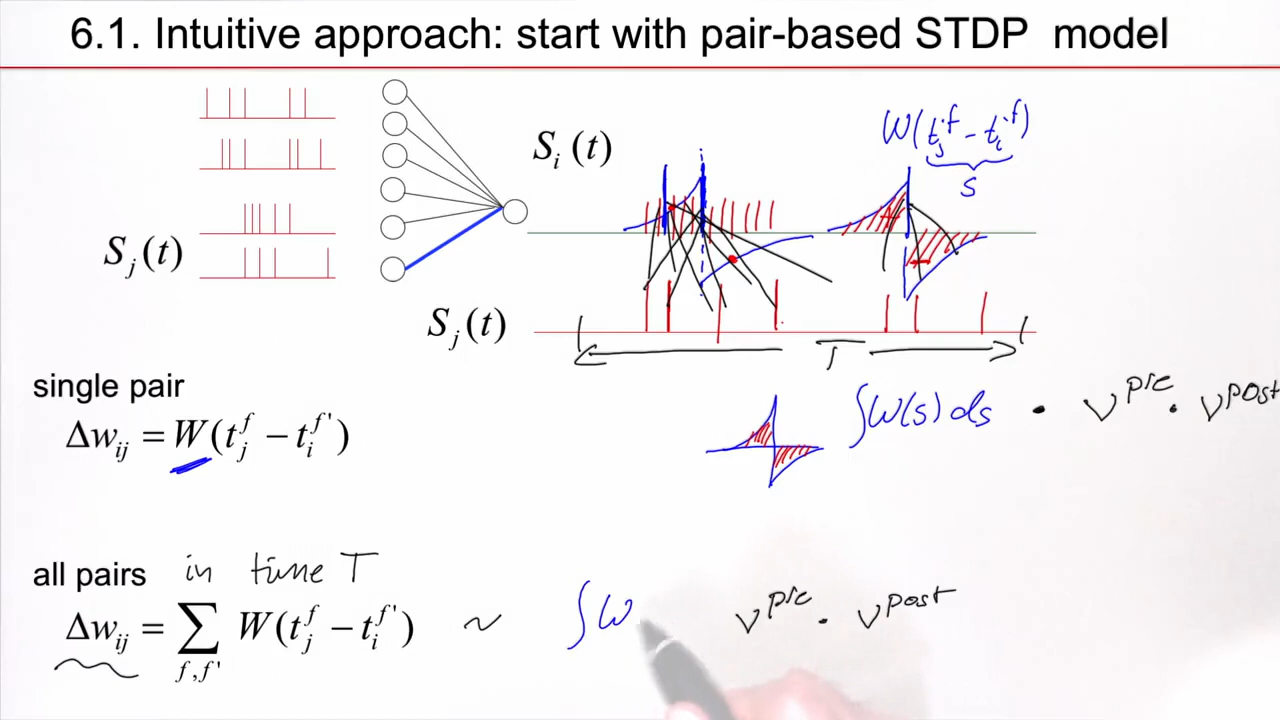 6.1. Intuitive approach: start with pair-based STDP model
S_i (t)
W(t_j^f - t_i^f)
s
S_j (t)
S_j (t)
T
single pair
Δw_ij = W(t_j^f − t_i^f')
∫W(s) ds · ν^pre · ν^post
all pairs in time T
Δw_ij = ∑_{f,f'} W(t_j^f − t_i^f') ~ ∫W ν^pre · ν^post